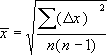 x̅ = √(∑(Δx)² / n(n−1))